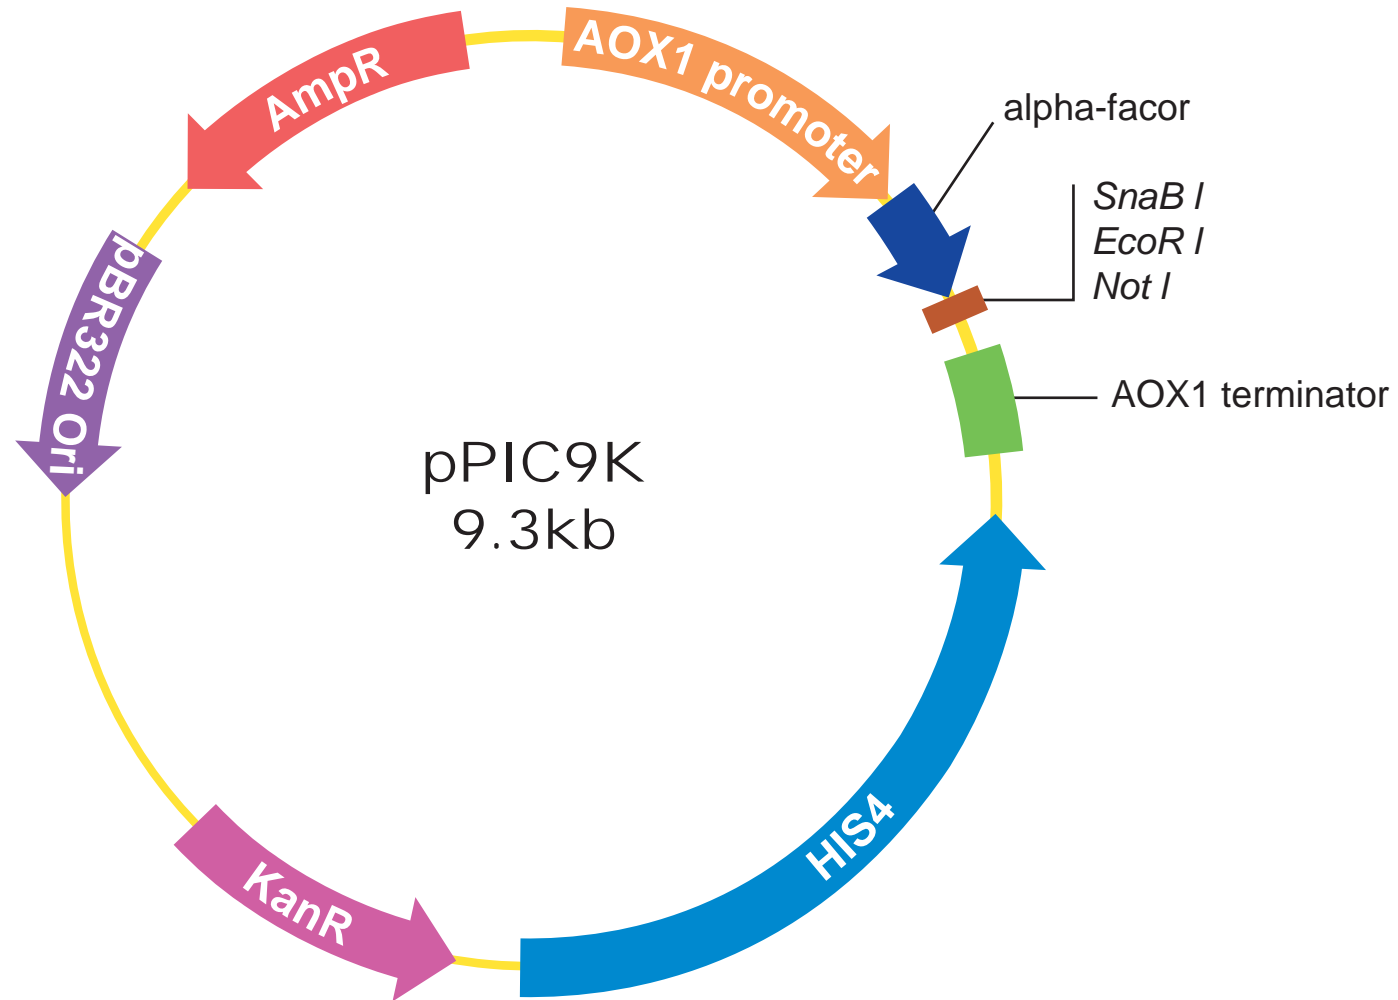 AmpR
AOX1 promoter
alpha-facor
SnaB I
EcoR I
Not I
AOX1 terminator
pBR322 Ori
pPIC9K
9.3kb
HIS4
KanR